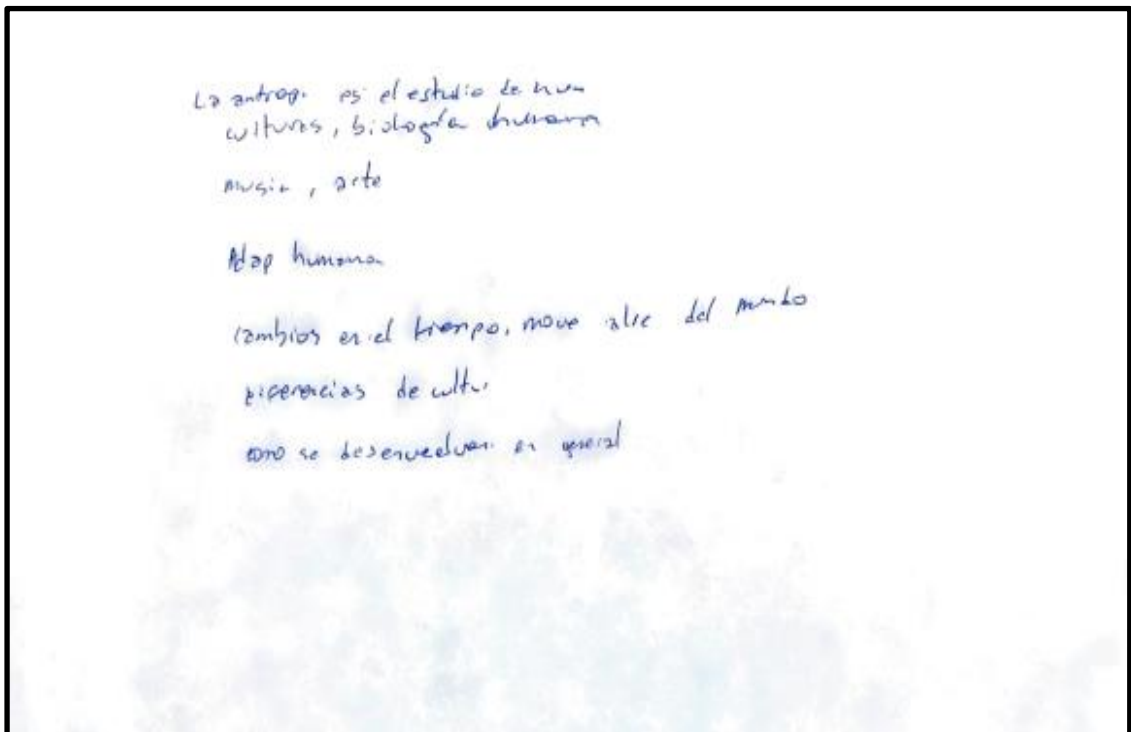 La antrop. es el estudio de hum
cultures, biología humana
music, arte
Adap humana
cambios en el tiempo, move alre del mundo
diferencias de cultu.
como se desenvuelven en general